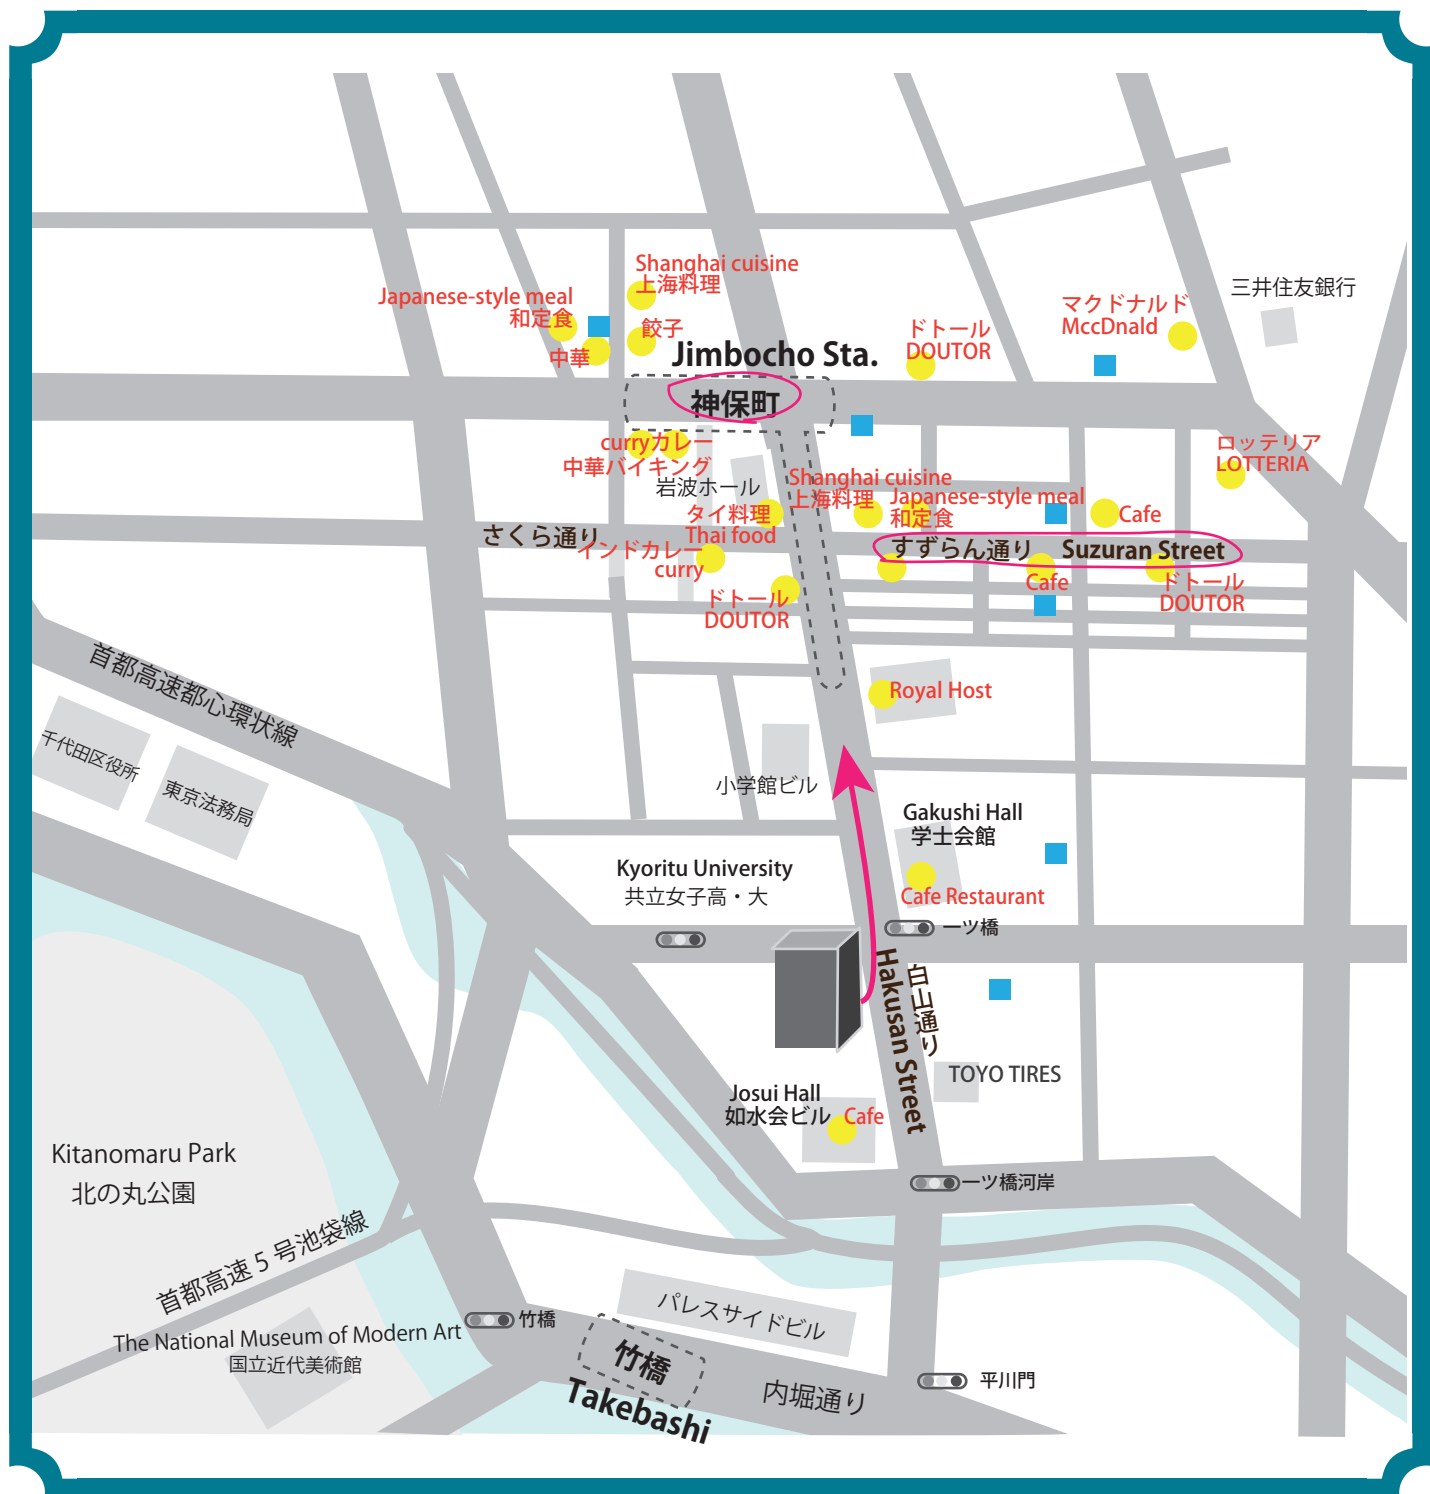 Shanghai cuisine
上海料理
Japanese-style meal
和定食
餃子
中華
Jimbocho Sta.
神保町
ドトール
DOUTOR
マクドナルド
MccDnald
三井住友銀行
curryカレー
中華バイキング
岩波ホール
タイ料理
Thai food
Shanghai cuisine
上海料理
Japanese-style meal
和定食
Cafe
ロッテリア
LOTTERIA
さくら通り
インドカレー
curry
すずらん通り Suzuran Street
Cafe
ドトール
DOUTOR
ドトール
DOUTOR
首都高速都心環状線
Royal Host
千代田区役所
東京法務局
小学館ビル
Gakushi Hall
学士会館
Cafe Restaurant
Kyoritu University
共立女子高・大
一ツ橋
白山通り
Hakusan Street
TOYO TIRES
Josui Hall
如水会ビル
Cafe
一ツ橋河岸
Kitanomaru Park
北の丸公園
首都高速 5 号池袋線
The National Museum of Modern Art
国立近代美術館
竹橋
パレスサイドビル
竹橋
Takebashi
内堀通り
平川門